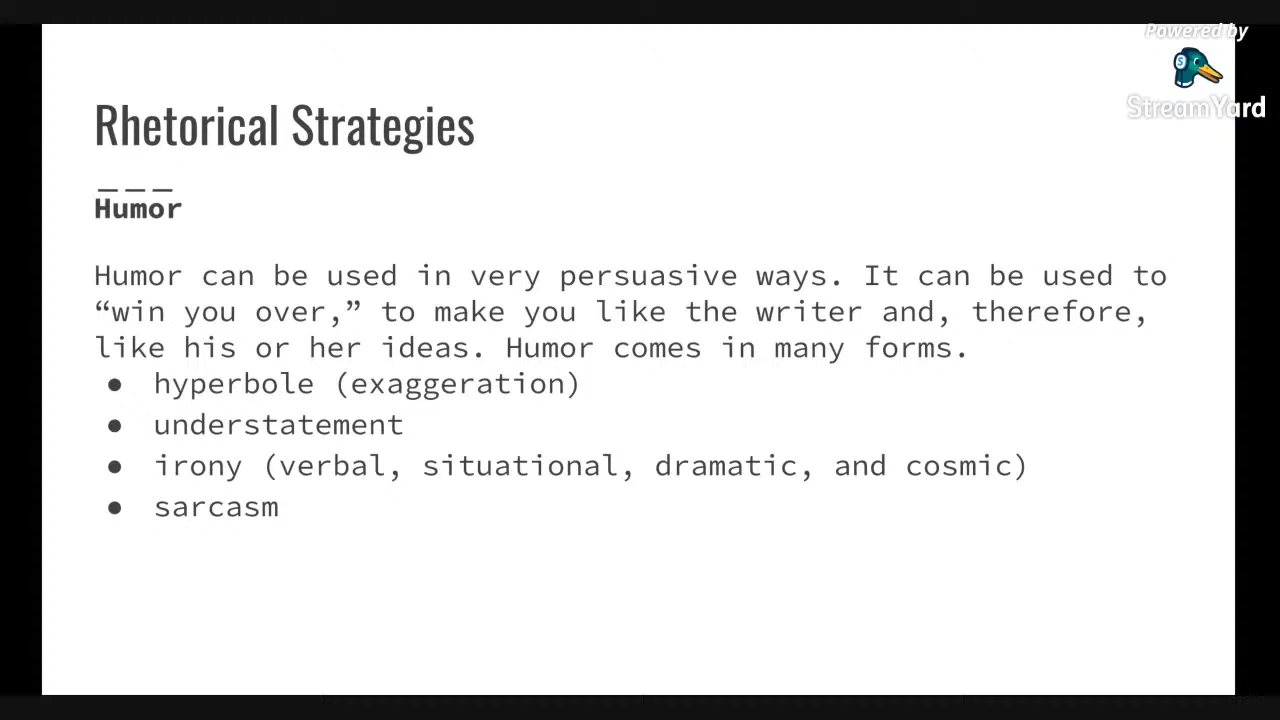 Powered by
StreamYard
Rhetorical Strategies
Humor
Humor can be used in very persuasive ways. It can be used to
“win you over,” to make you like the writer and, therefore,
like his or her ideas. Humor comes in many forms.
● hyperbole (exaggeration)
● understatement
● irony (verbal, situational, dramatic, and cosmic)
● sarcasm